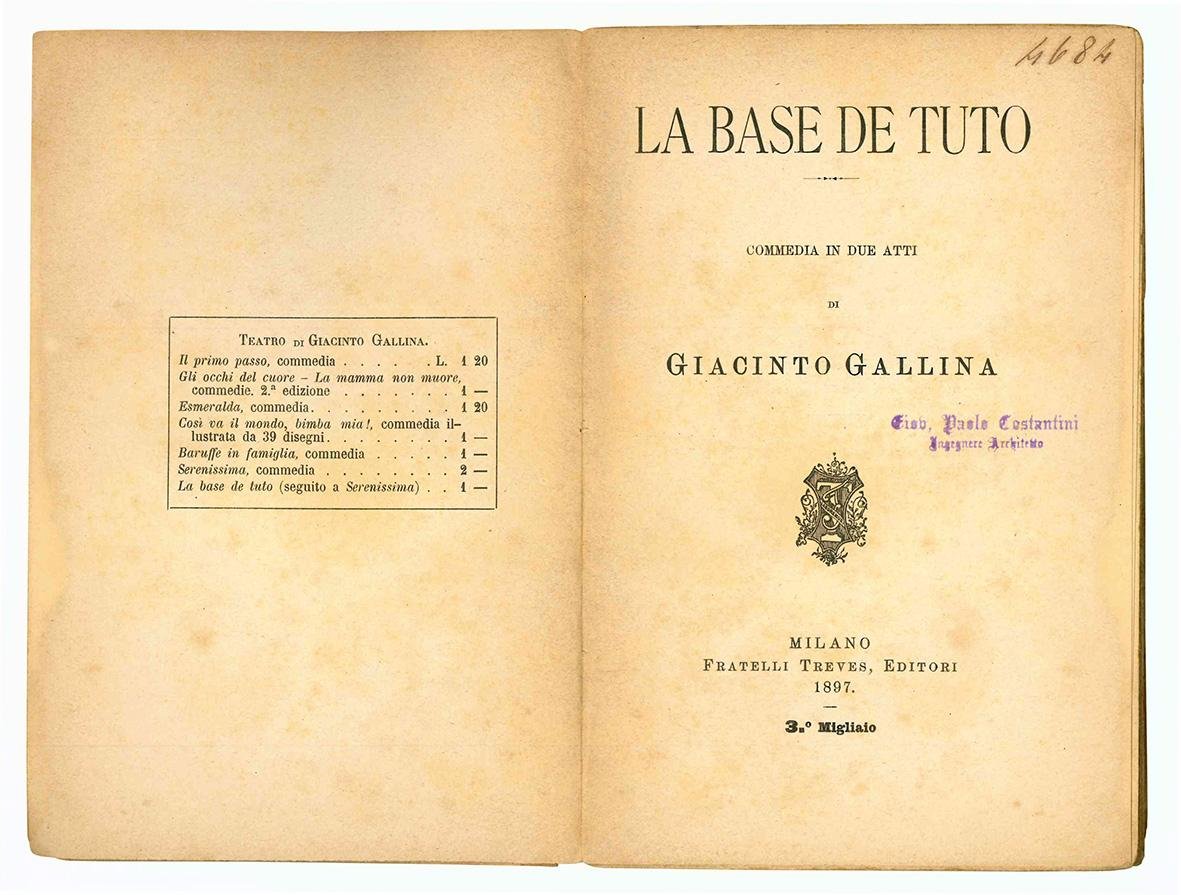 TEATRO DI GIACINTO GALLINA.
Il primo passo, commedia . . . . . . L. 1 20
Gli occhi del cuore – La mamma non muore,
commedie. 2.ª edizione . . . . . . . 1 —
Esmeralda, commedia. . . . . . . . . . 1 20
Così va il mondo, bimba mia!, commedia il-
lustrata da 39 disegni. . . . . . . . 1 —
Baruffe in famiglia, commedia . . . . . 1 —
Serenissima, commedia . . . . . . . . 2 —
La base de tuto (seguito a Serenissima) . . 1 —
4684
LA BASE DE TUTO
COMMEDIA IN DUE ATTI
DI
GIACINTO GALLINA
Giov. Paolo Costantini
Ingegnere Architetto
MILANO
FRATELLI TREVES, EDITORI
1897.
3.º Migliaio